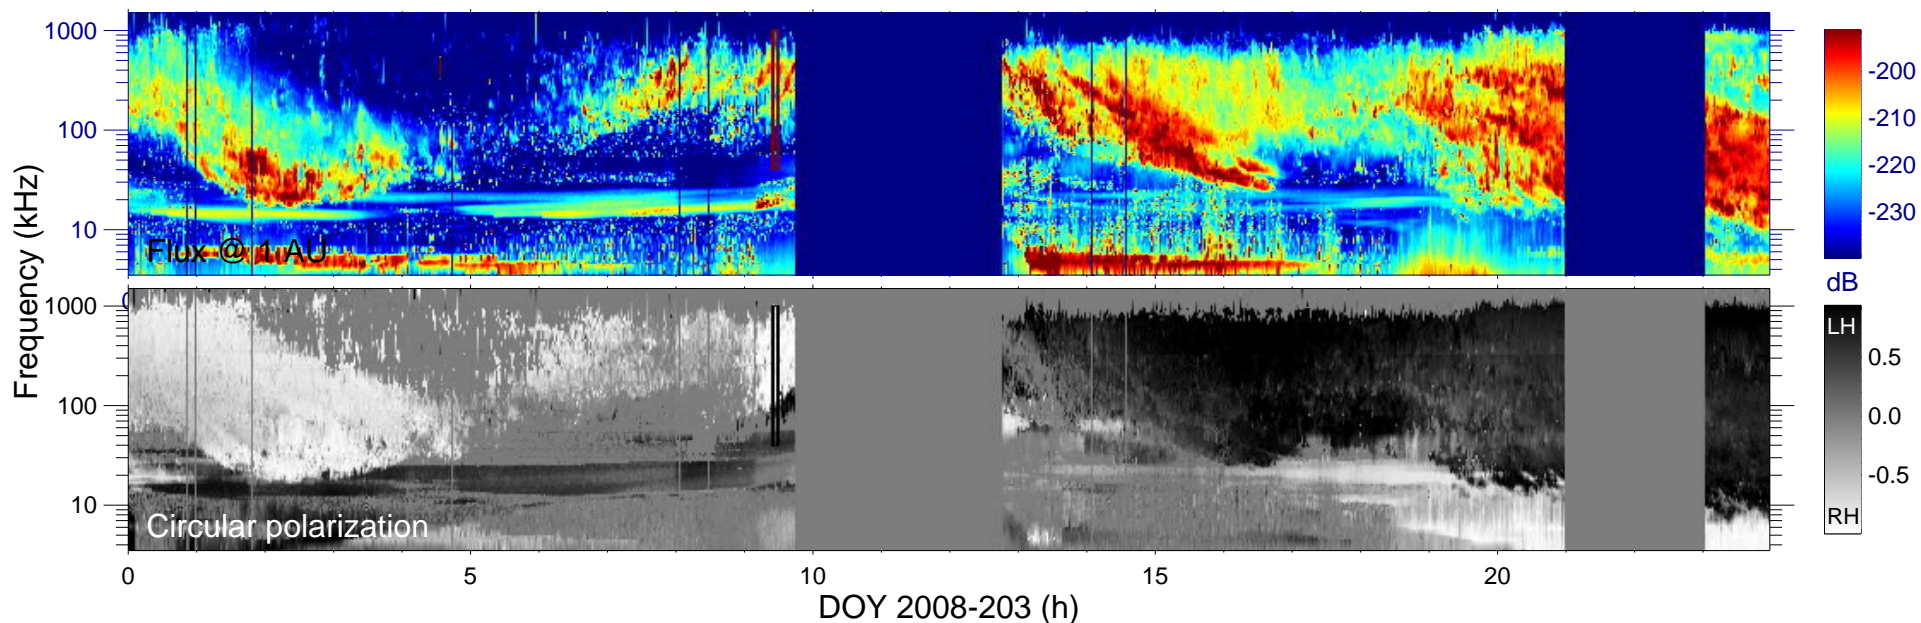 1000
100
10
Flux @ 1 AU
-200
-210
-220
-230
dB
Frequency (kHz)
0
1000
100
10
Circular polarization
LH
0.5
0.0
-0.5
RH
0
5
10
15
20
DOY 2008-203 (h)